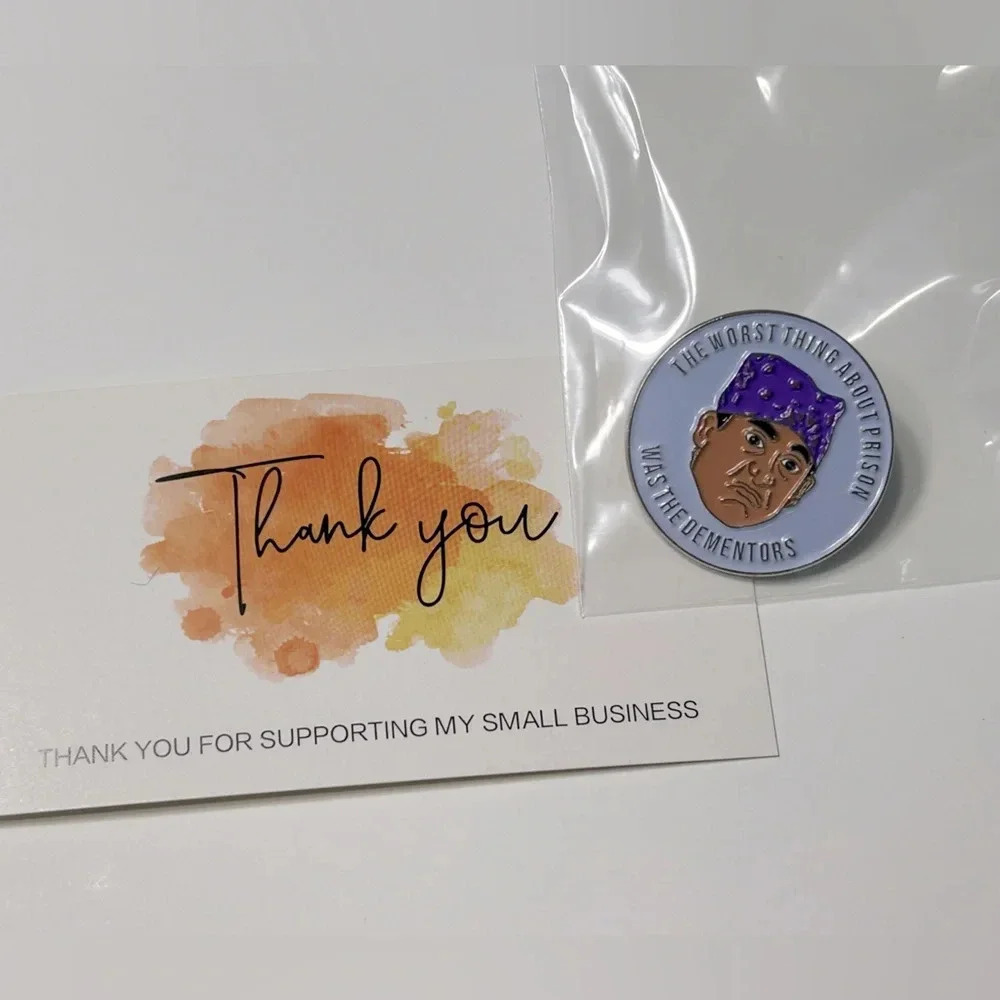 Thank you
THANK YOU FOR SUPPORTING MY SMALL BUSINESS
THE WORST THING ABOUT PRISON
WAS THE DEMENTORS